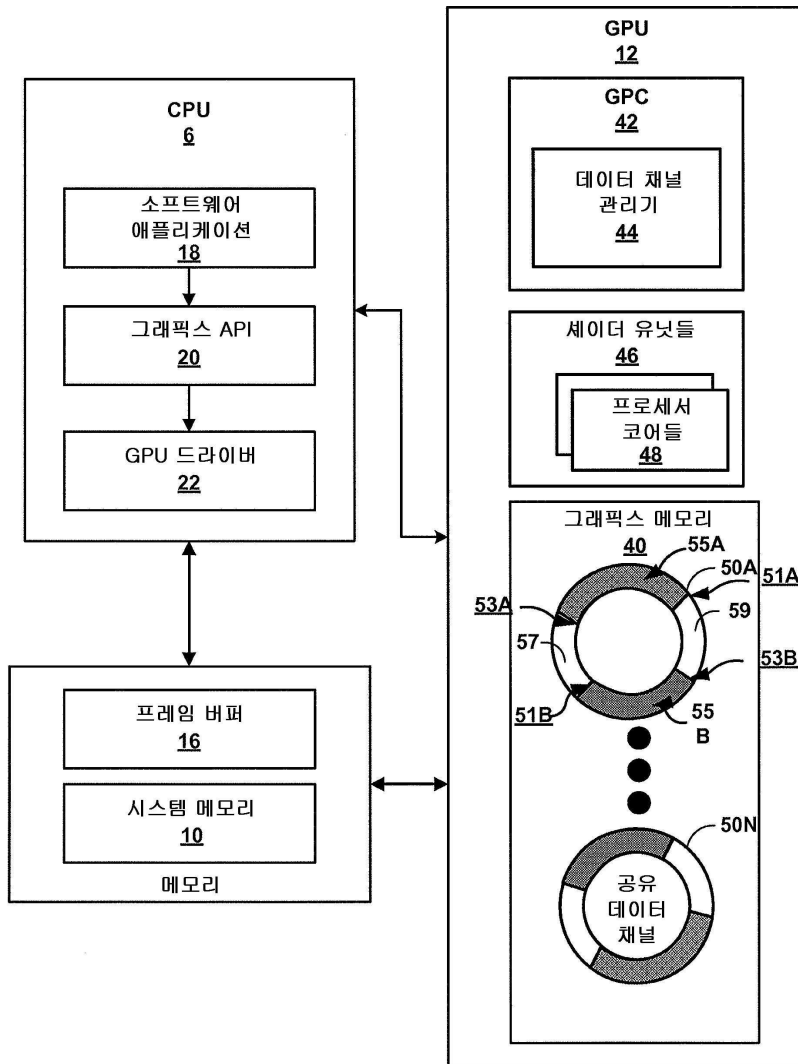 CPU
6
소프트웨어
애플리케이션
18
그래픽스 API
20
GPU 드라이버
22
프레임 버퍼
16
시스템 메모리
10
메모리
GPU
12
GPC
42
데이터 채널
관리기
44
셰이더 유닛들
46
프로세서
코어들
48
그래픽스 메모리
40
55A
50A
51A
53A
59
57
53B
51B
55
B
50N
공유
데이터
채널